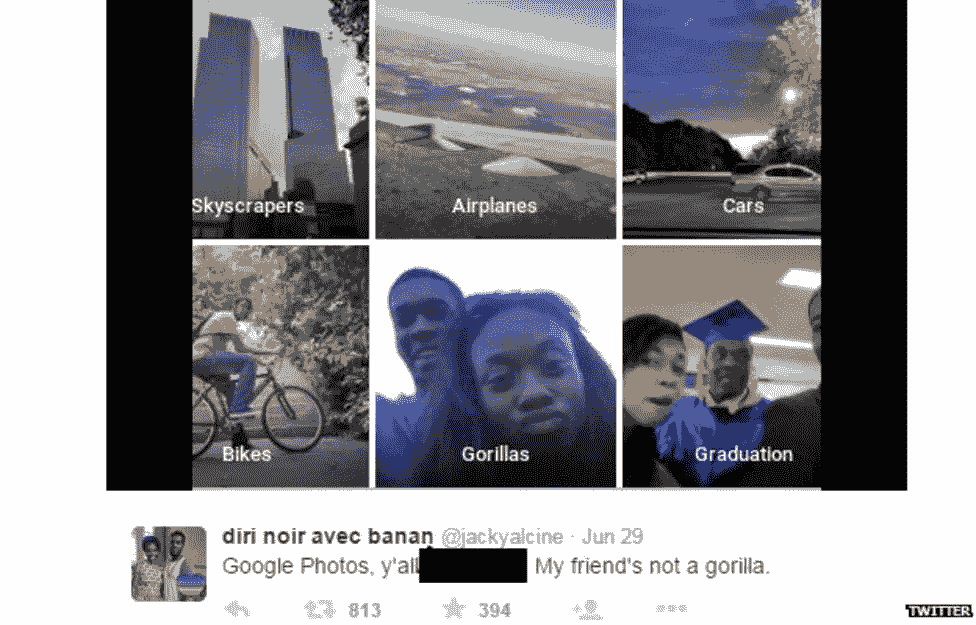 Skyscrapers
Airplanes
Cars
Bikes
Gorillas
Graduation
diri noir avec banan @jackyalcine · Jun 29
Google Photos, y'all My friend's not a gorilla.
813 394
TWITTER